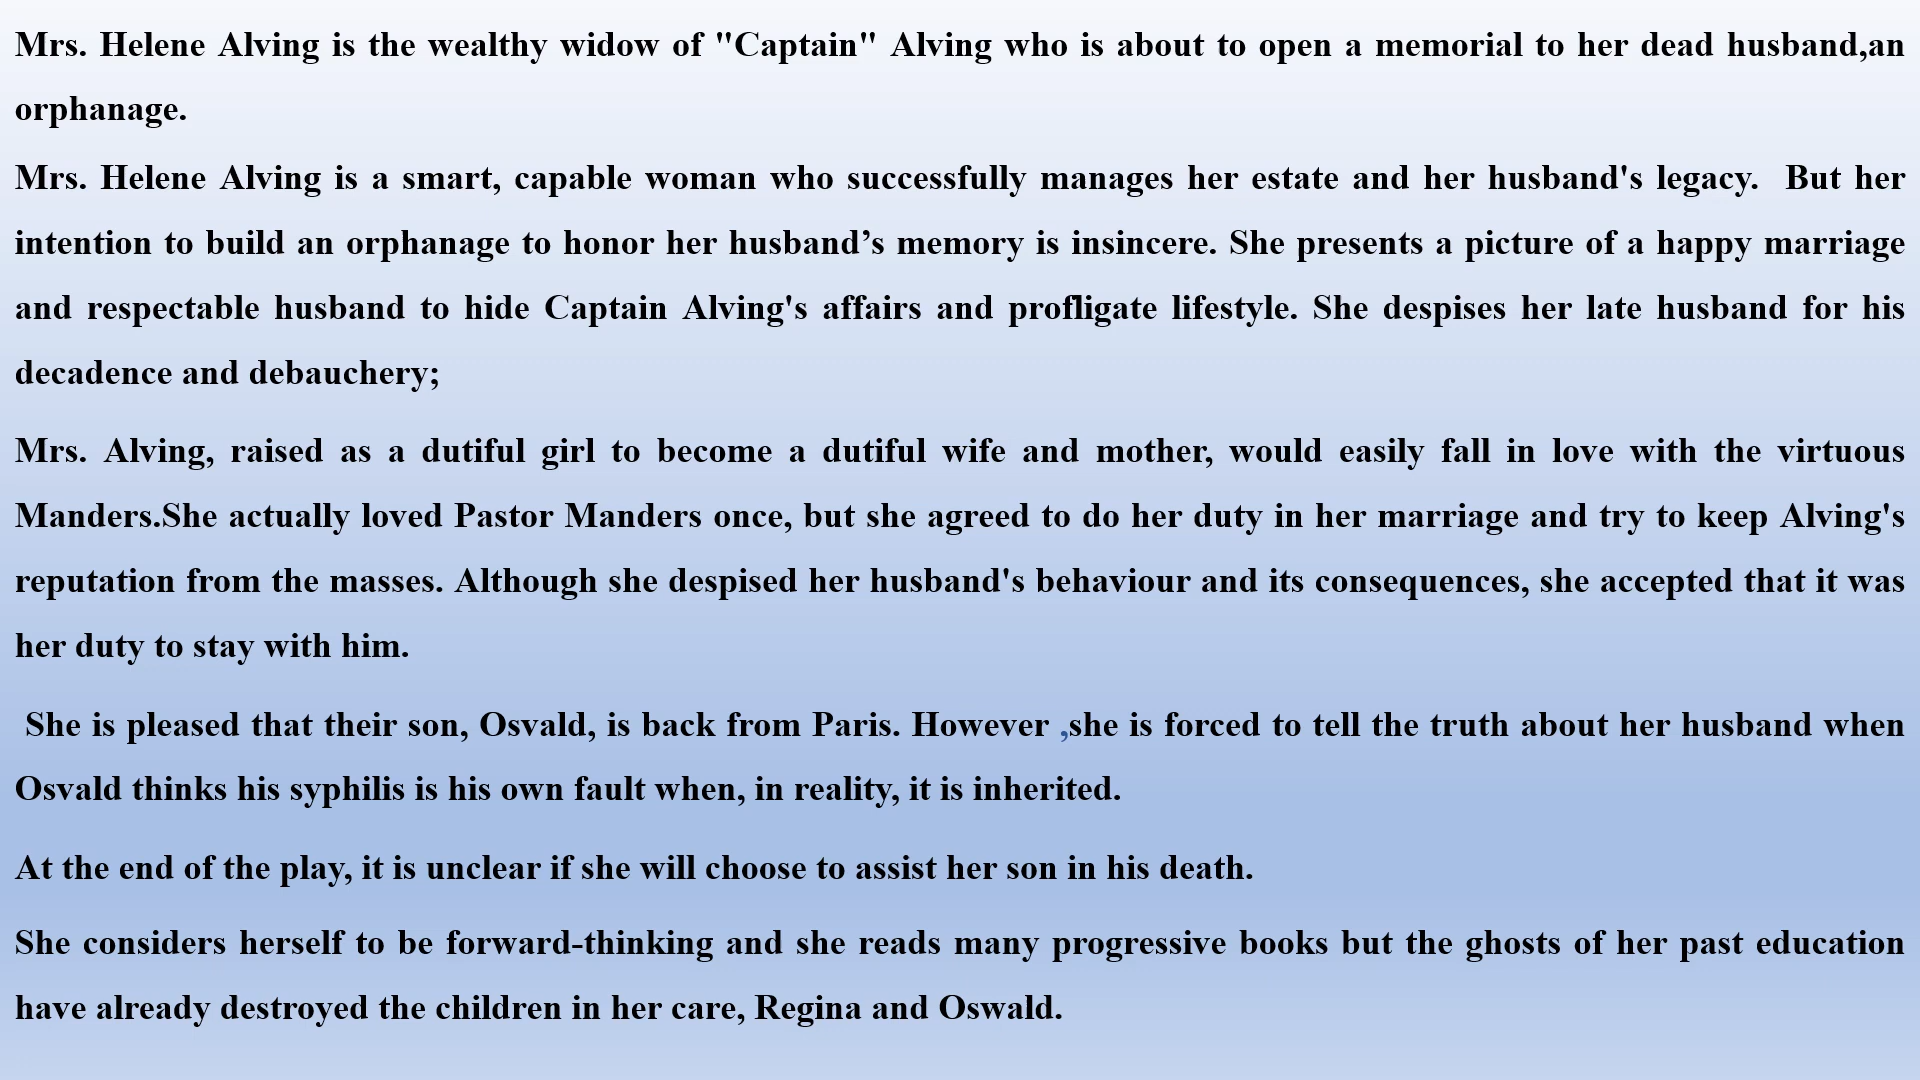 Mrs. Helene Alving is the wealthy widow of "Captain" Alving who is about to open a memorial to her dead husband,an
orphanage.
Mrs. Helene Alving is a smart, capable woman who successfully manages her estate and her husband's legacy.  But her
intention to build an orphanage to honor her husband’s memory is insincere. She presents a picture of a happy marriage
and respectable husband to hide Captain Alving's affairs and profligate lifestyle. She despises her late husband for his
decadence and debauchery;
Mrs. Alving, raised as a dutiful girl to become a dutiful wife and mother, would easily fall in love with the virtuous
Manders.She actually loved Pastor Manders once, but she agreed to do her duty in her marriage and try to keep Alving's
reputation from the masses. Although she despised her husband's behaviour and its consequences, she accepted that it was
her duty to stay with him.
She is pleased that their son, Osvald, is back from Paris. However ,she is forced to tell the truth about her husband when
Osvald thinks his syphilis is his own fault when, in reality, it is inherited.
At the end of the play, it is unclear if she will choose to assist her son in his death.
She considers herself to be forward-thinking and she reads many progressive books but the ghosts of her past education
have already destroyed the children in her care, Regina and Oswald.